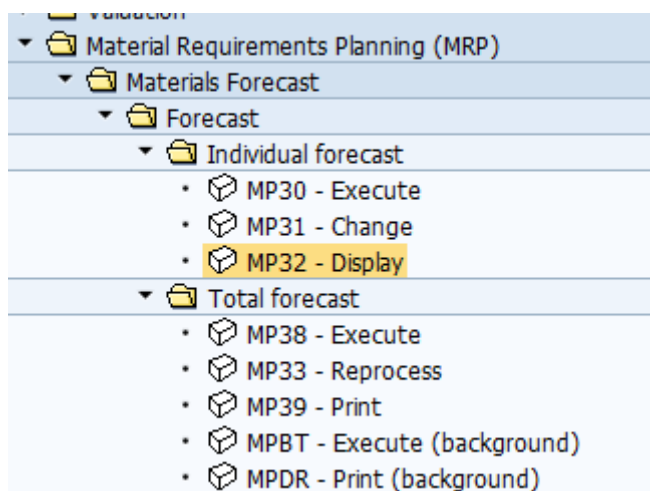 Valuation
Material Requirements Planning (MRP)
Materials Forecast
Forecast
Individual forecast
MP30 - Execute
MP31 - Change
MP32 - Display
Total forecast
MP38 - Execute
MP33 - Reprocess
MP39 - Print
MPBT - Execute (background)
MPDR - Print (background)